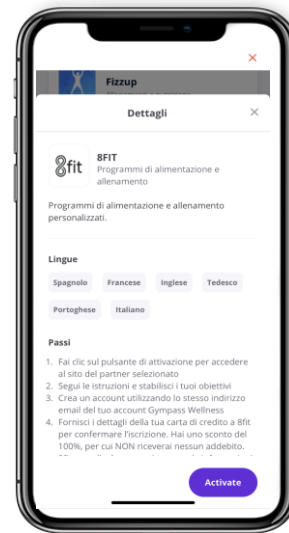 Fizzup
Dettagli
8fit
8FIT
Programmi di alimentazione e
allenamento
Programmi di alimentazione e allenamento
personalizzati.
Lingue
Spagnolo Francese Inglese Tedesco
Portoghese Italiano
Passi
1. Fai clic sul pulsante di attivazione per accedere
al sito del partner selezionato
2. Segui le istruzioni e stabilisci i tuoi obiettivi
3. Crea un account utilizzando lo stesso indirizzo
email del tuo account Gympass Wellness
4. Fornisci i dettagli della tua carta di credito a 8fit
per confermare l'iscrizione. Hai uno sconto del
100%, per cui NON riceverai nessun addebito.
Activate